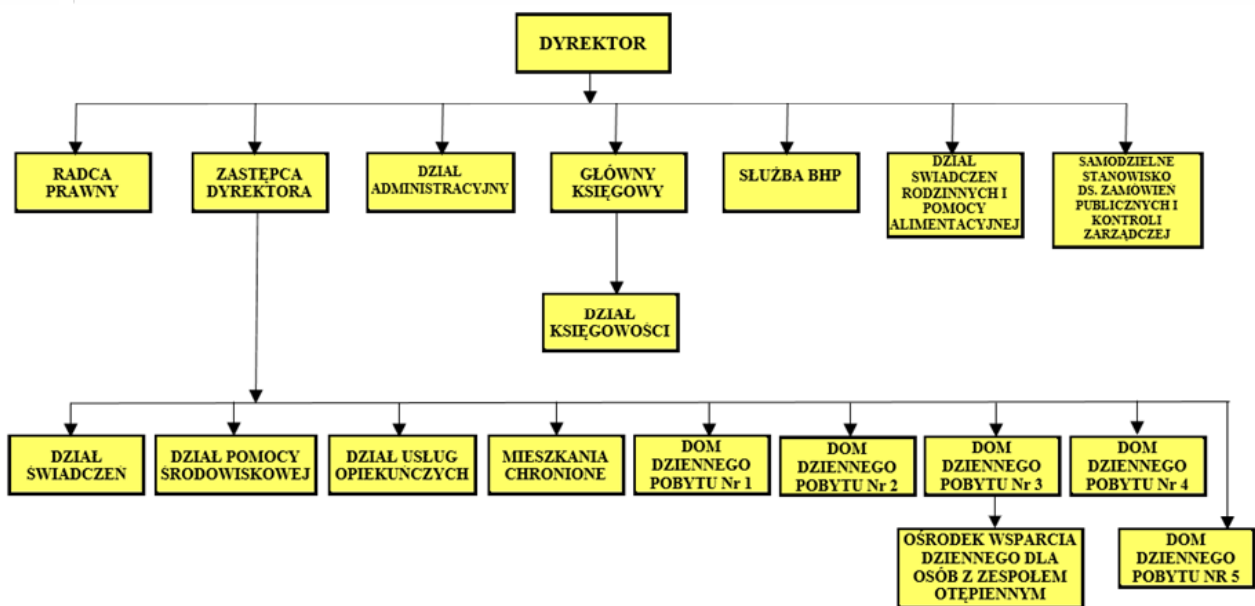 DYREKTOR
RADCA
PRAWNY
ZASTĘPCA
DYREKTORA
DZIAŁ
ADMINISTRACYJNY
GŁÓWNY
KSIĘGOWY
SŁUŻBA BHP
DZIAŁ
SWIADCZEN
RODZINNYCH I
POMOCY
ALIMENTACYJNEJ
SAMODZIELNE
STANOWISKO
DS. ZAMÓWIEŃ
PUBLICZNYCH I
KONTROLI
ZARZĄDCZEJ
DZIAŁ
KSIĘGOWOŚCI
DZIAŁ
ŚWIADCZEŃ
DZIAŁ POMOCY
ŚRODOWISKOWEJ
DZIAŁ USŁUG
OPIEKUŃCZYCH
MIESZKANIA
CHRONIONE
DOM
DZIENNEGO
POBYTU Nr 1
DOM
DZIENNEGO
POBYTU Nr 2
DOM
DZIENNEGO
POBYTU Nr 3
DOM
DZIENNEGO
POBYTU Nr 4
OŚRODEK WSPARCIA
DZIENNEGO DLA
OSÓB Z ZESPOŁEM
OTĘPIENNYM
DOM
DZIENNEGO
POBYTU NR 5